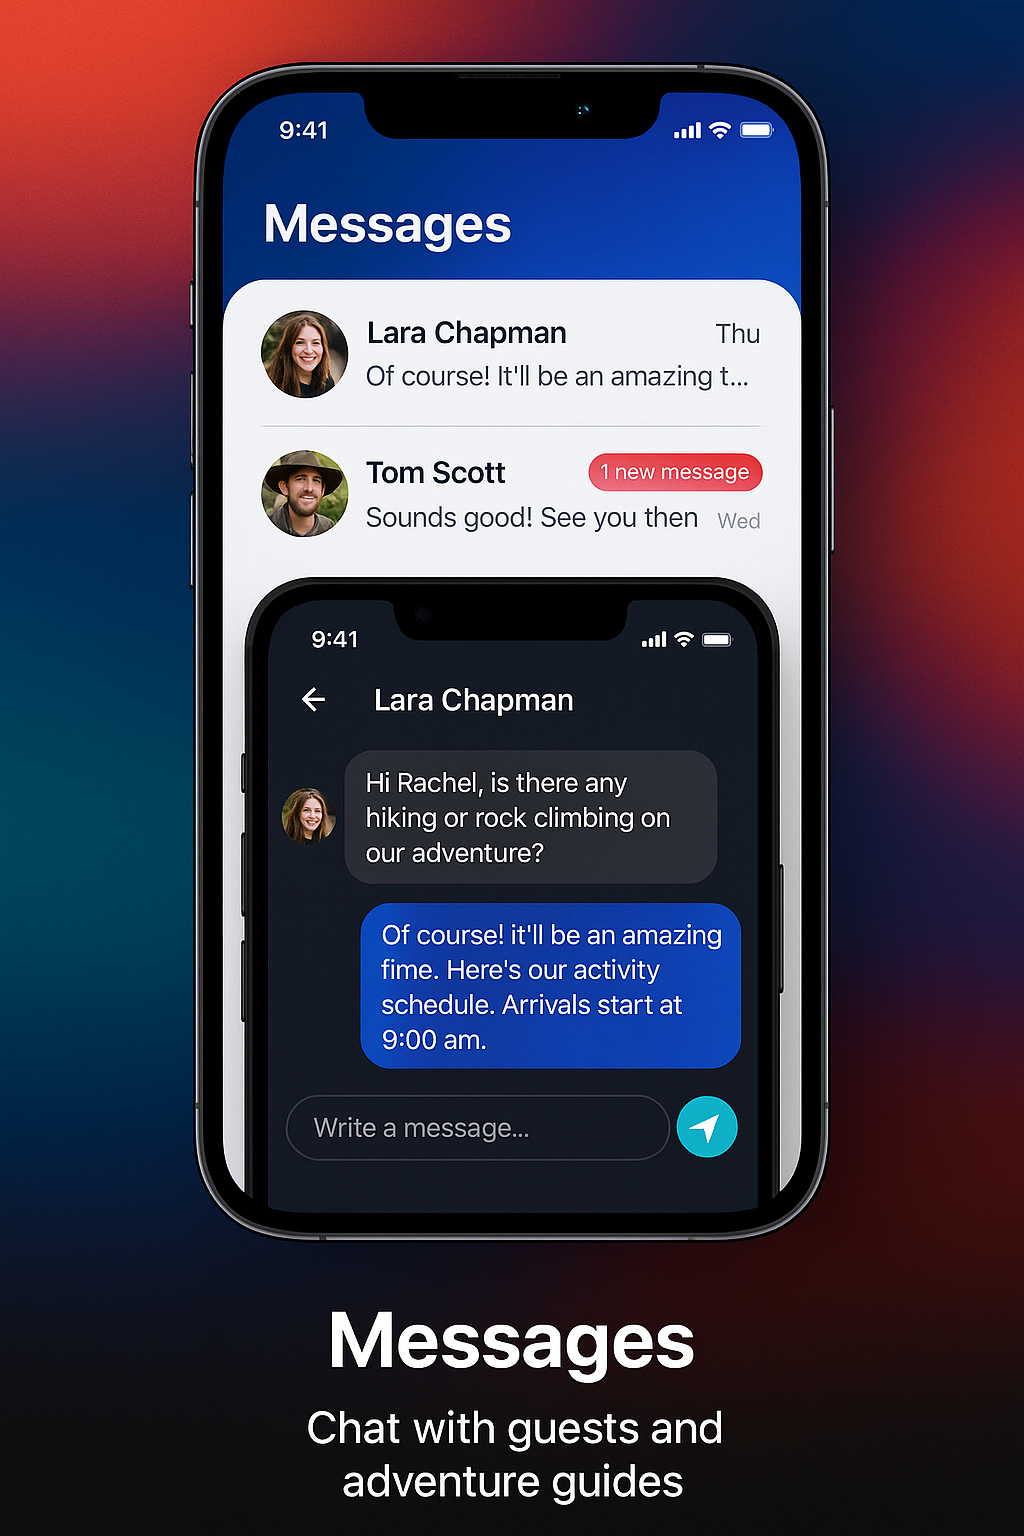 9:41
Messages
Lara Chapman
Thu
Of course! It'll be an amazing t...
Tom Scott
1 new message
Sounds good! See you then
Wed
9:41
Lara Chapman
Hi Rachel, is there any
hiking or rock climbing on
our adventure?
Of course! it'll be an amazing
fime. Here's our activity
schedule. Arrivals start at
9:00 am.
Write a message...
Messages
Chat with guests and
adventure guides